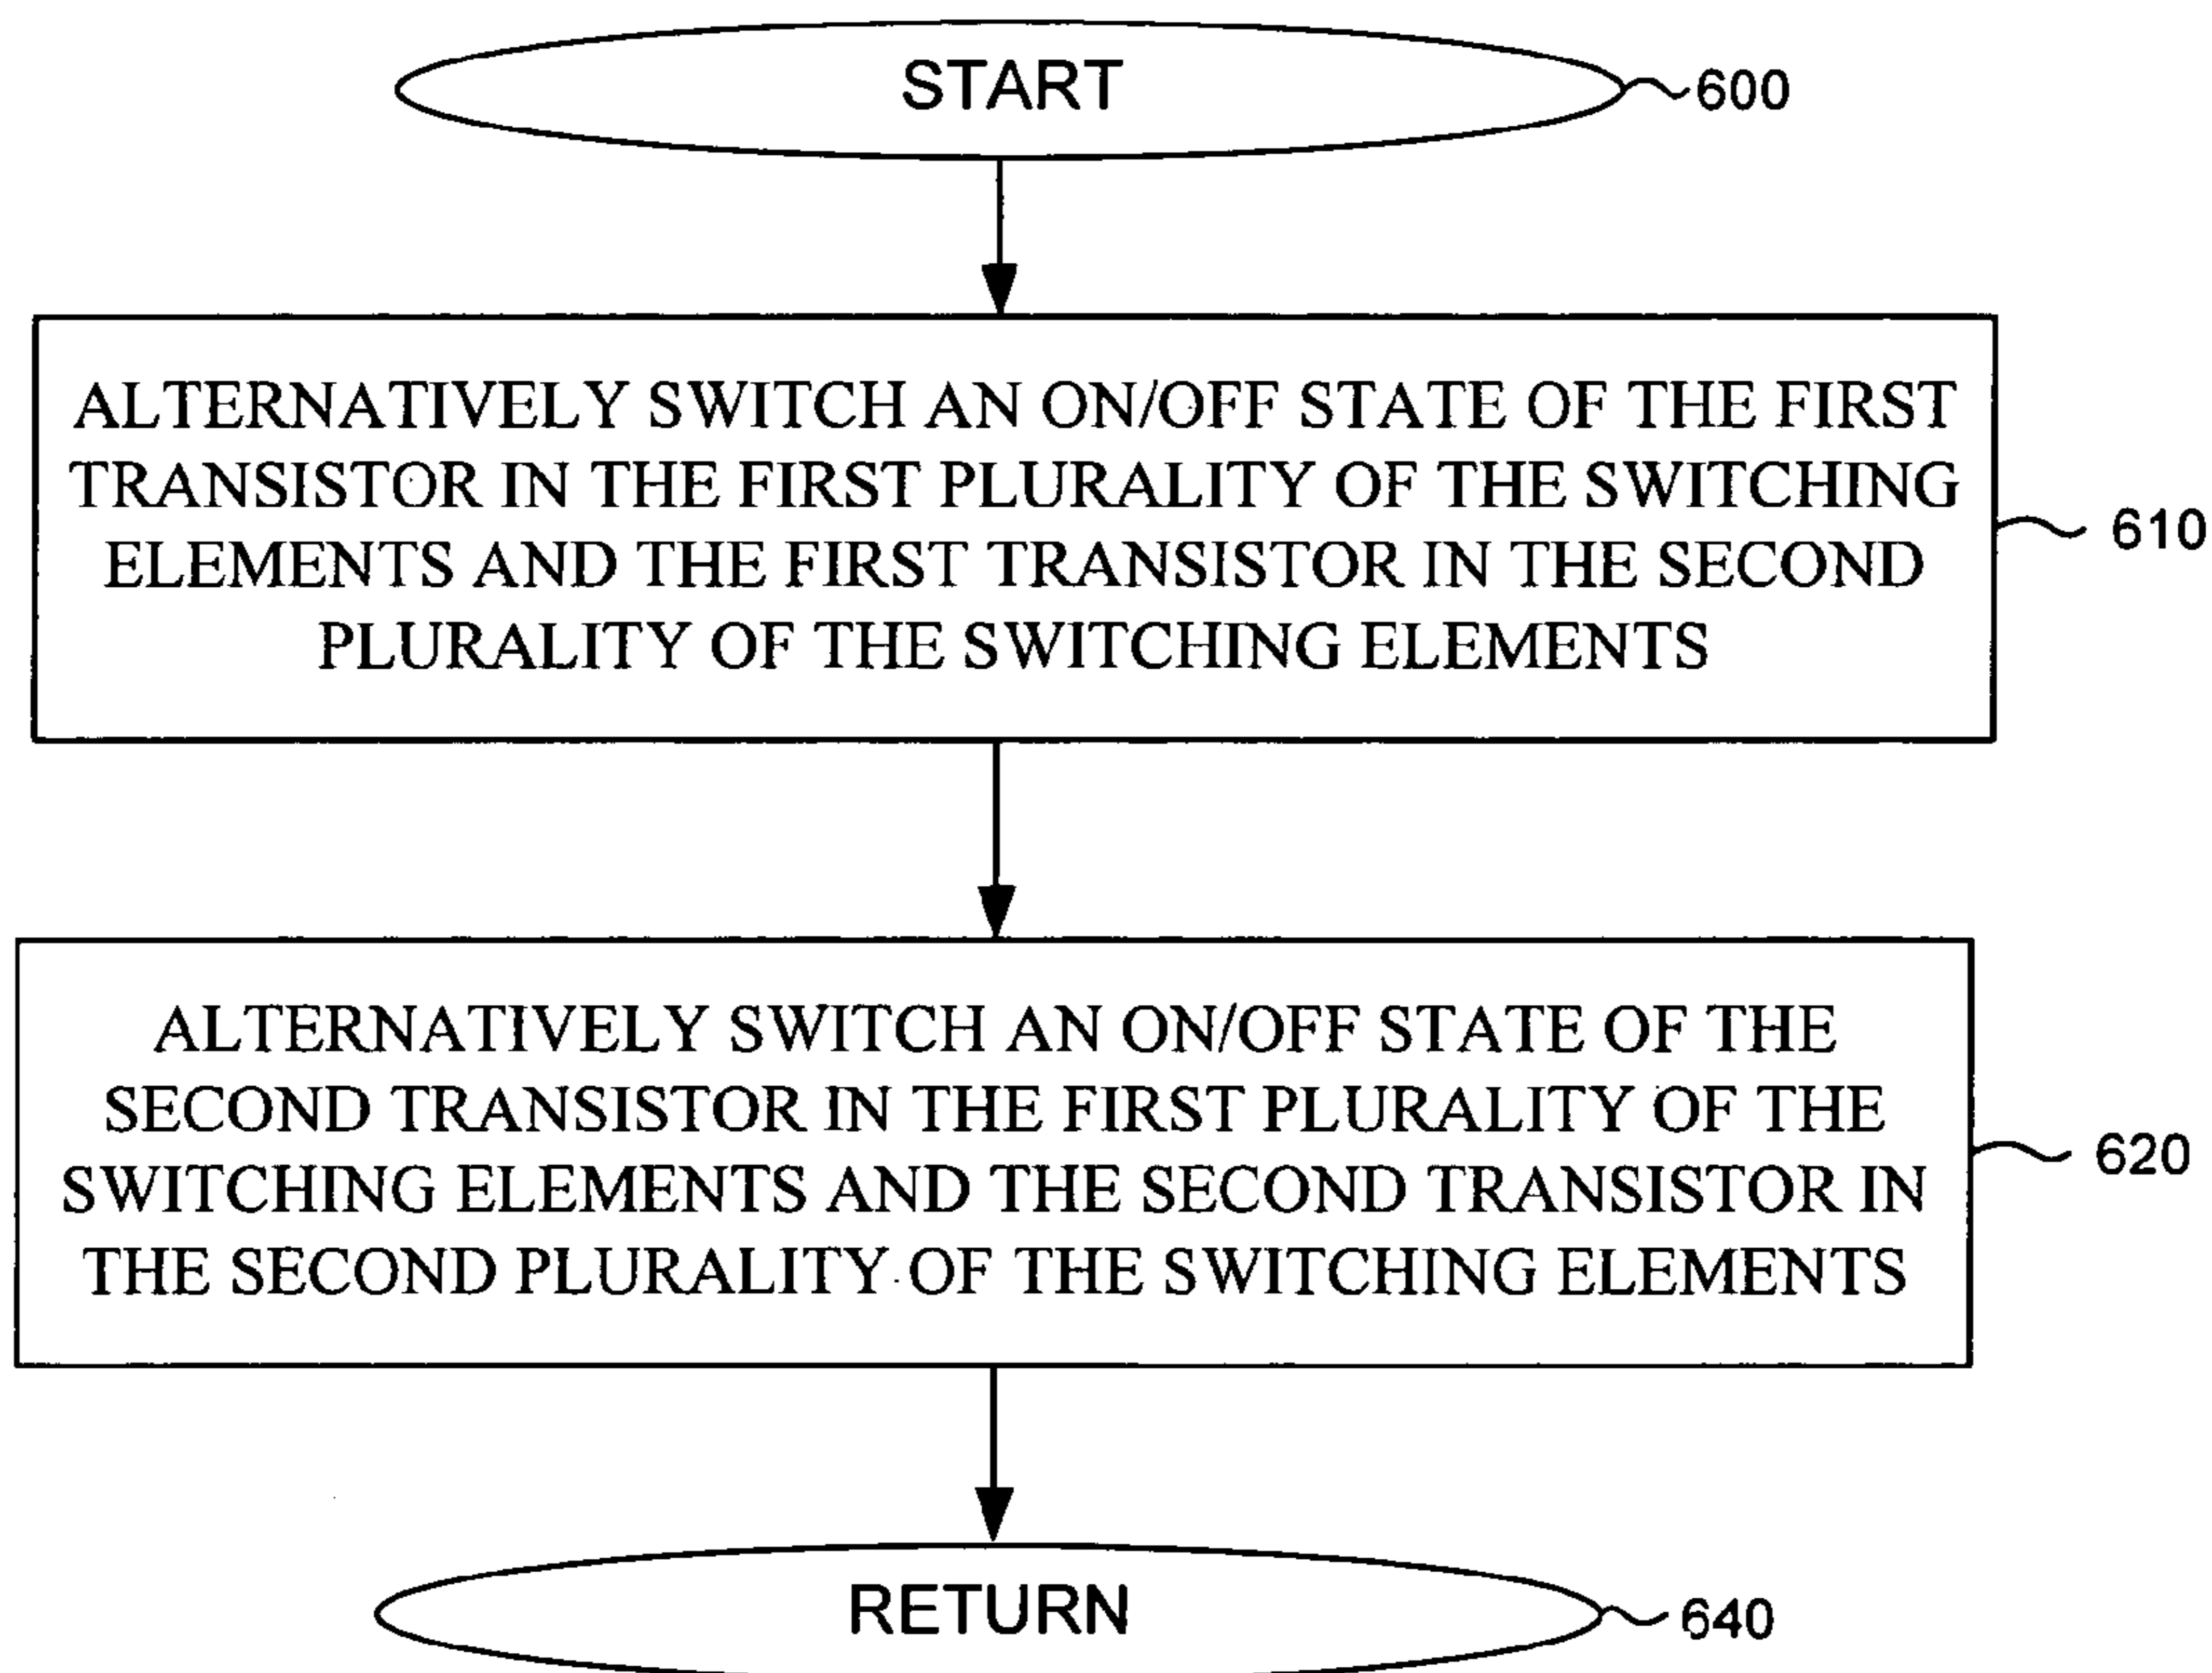 START
600
ALTERNATIVELY SWITCH AN ON/OFF STATE OF THE FIRST
TRANSISTOR IN THE FIRST PLURALITY OF THE SWITCHING
ELEMENTS AND THE FIRST TRANSISTOR IN THE SECOND
PLURALITY OF THE SWITCHING ELEMENTS
610
ALTERNATIVELY SWITCH AN ON/OFF STATE OF THE
SECOND TRANSISTOR IN THE FIRST PLURALITY OF THE
SWITCHING ELEMENTS AND THE SECOND TRANSISTOR IN
THE SECOND PLURALITY OF THE SWITCHING ELEMENTS
620
RETURN
640